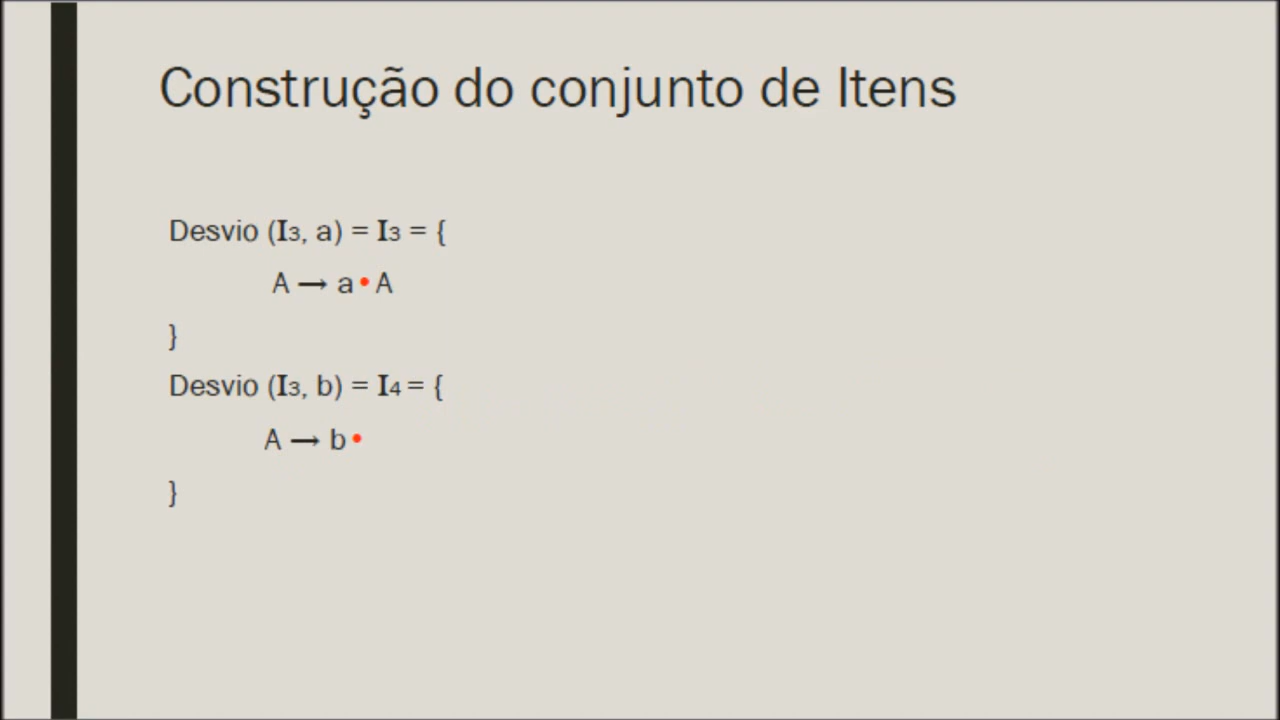 Construção do conjunto de Itens
Desvio (I3, a) = I3 = {
A → a•A
}
Desvio (I3, b) = I4 = {
A → b•
}